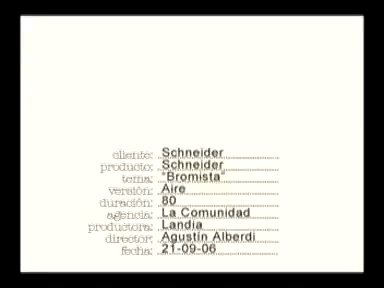 cliente: Schneider
producto: Schneider
tema: "Bromista"
versión: Aire
duración: 80
agencia: La Comunidad
productora: Landia
director: Agustín Alberdi
fecha: 21-09-06